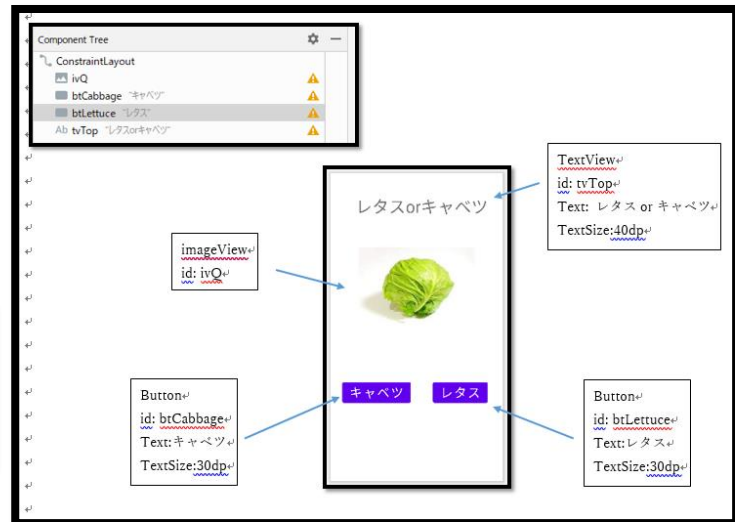 Component Tree
ConstraintLayout
ivQ
btCabbage "キャベツ"
btLettuce "レタス"
Ab tvTop "レタスorキャベツ"
TextView
id: tvTop
Text: レタス or キャベツ
TextSize:40dp
レタスorキャベツ
imageView
id: ivQ
キャベツ
レタス
Button
id: btCabbage
Text:キャベツ
TextSize:30dp
Button
id: btLettuce
Text:レタス
TextSize:30dp